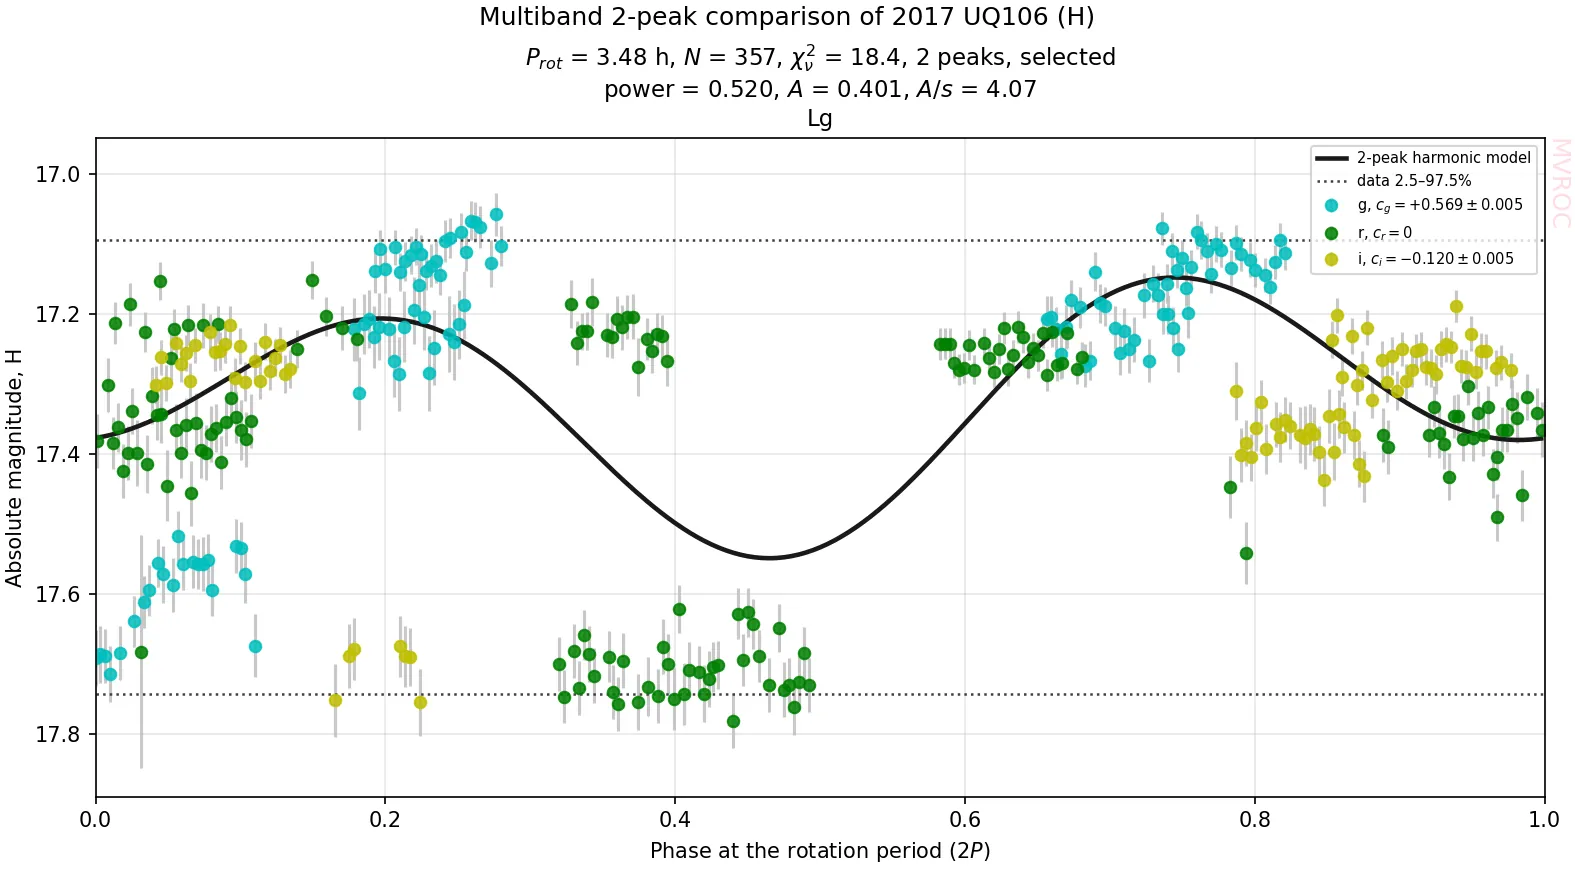 Multiband 2-peak comparison of 2017 UQ106 (H)
P_rot = 3.48 h, N = 357, χ²_ν = 18.4, 2 peaks, selected
power = 0.520, A = 0.401, A/s = 4.07
Lg
MVROC
2-peak harmonic model
data 2.5–97.5%
g, c_g = +0.569 ± 0.005
r, c_r = 0
i, c_i = −0.120 ± 0.005
Absolute magnitude, H
17.0
17.2
17.4
17.6
17.8
0.0
0.2
0.4
0.6
0.8
1.0
Phase at the rotation period (2P)